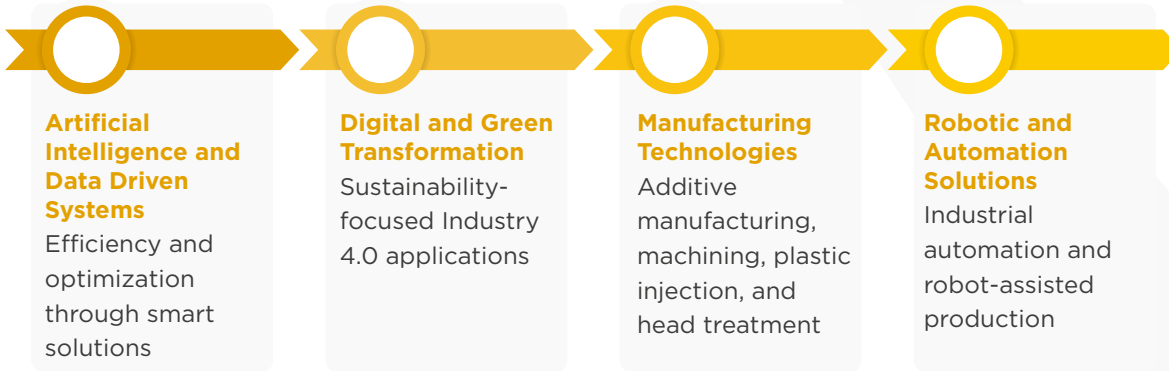 Artificial
Intelligence and
Data Driven
Systems
Efficiency and
optimization
through smart
solutions
Digital and Green
Transformation
Sustainability-
focused Industry
4.0 applications
Manufacturing
Technologies
Additive
manufacturing,
machining, plastic
injection, and
head treatment
Robotic and
Automation
Solutions
Industrial
automation and
robot-assisted
production